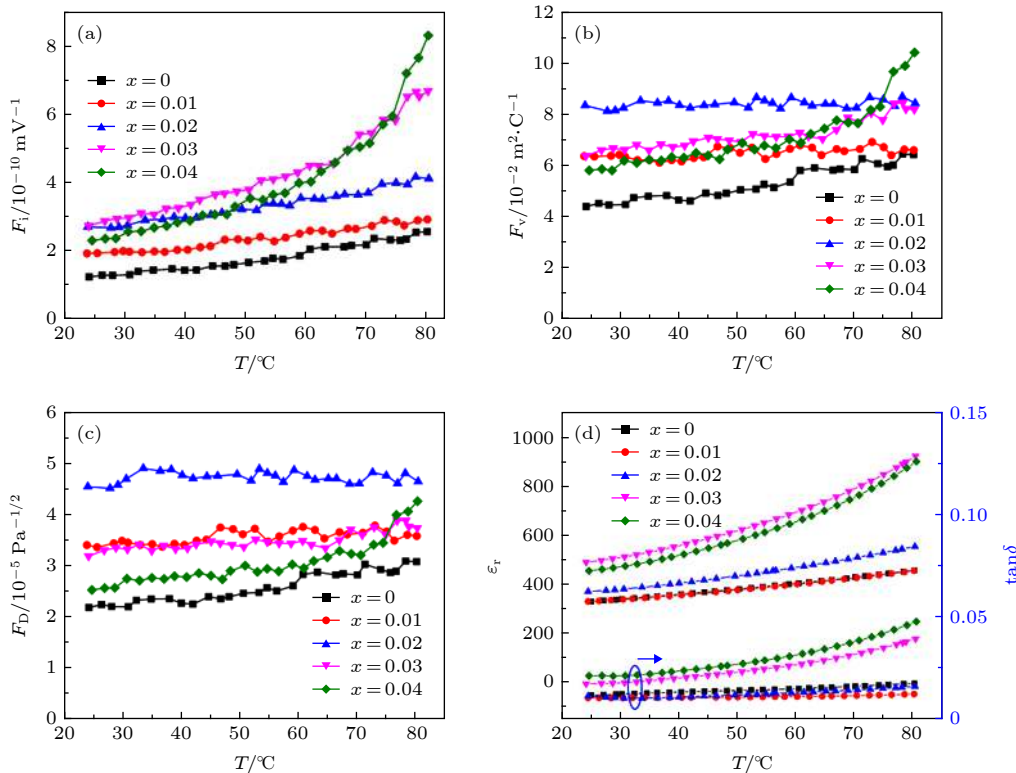 (a)
x = 0
x = 0.01
x = 0.02
x = 0.03
x = 0.04
8
6
4
2
0
F_i/10⁻¹⁰ mV⁻¹
20 30 40 50 60 70 80
T/℃
(b)
12
10
8
6
4
2
0
F_v/10⁻² m²·C⁻¹
x = 0
x = 0.01
x = 0.02
x = 0.03
x = 0.04
20 30 40 50 60 70 80
T/℃
(c)
6
5
4
3
2
1
0
F_D/10⁻⁵ Pa⁻¹/²
x = 0
x = 0.01
x = 0.02
x = 0.03
x = 0.04
20 30 40 50 60 70 80
T/℃
(d)
x = 0
x = 0.01
x = 0.02
x = 0.03
x = 0.04
1000
800
600
400
200
0
ε_r
0.15
0.10
0.05
0
tanδ
20 30 40 50 60 70 80
T/℃